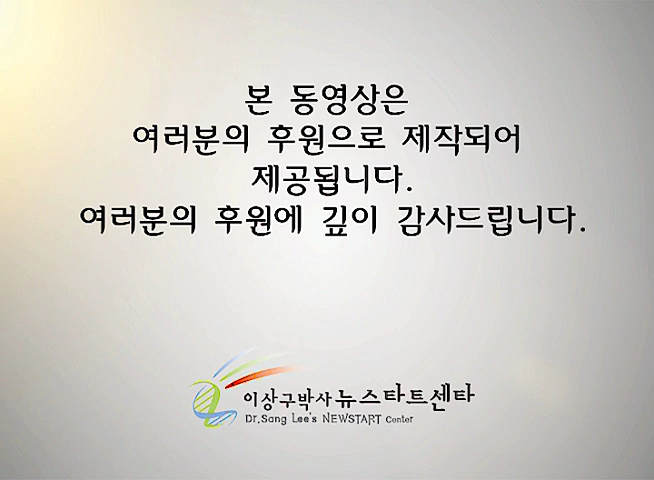 본 동영상은
여러분의 후원으로 제작되어
제공됩니다.
여러분의 후원에 깊이 감사드립니다.
이상구박사 뉴스타트센타
Dr.Sang Lee's NEWSTART Center